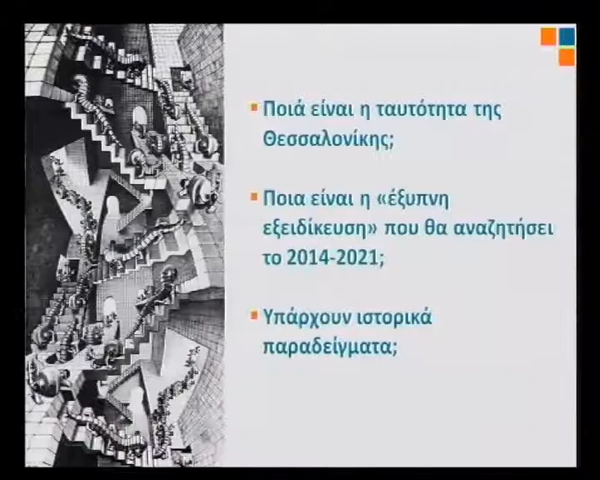 Ποιά είναι η ταυτότητα της
Θεσσαλονίκης;
Ποια είναι η «έξυπνη
εξειδίκευση» που θα αναζητήσει
το 2014-2021;
Υπάρχουν ιστορικά
παραδείγματα;